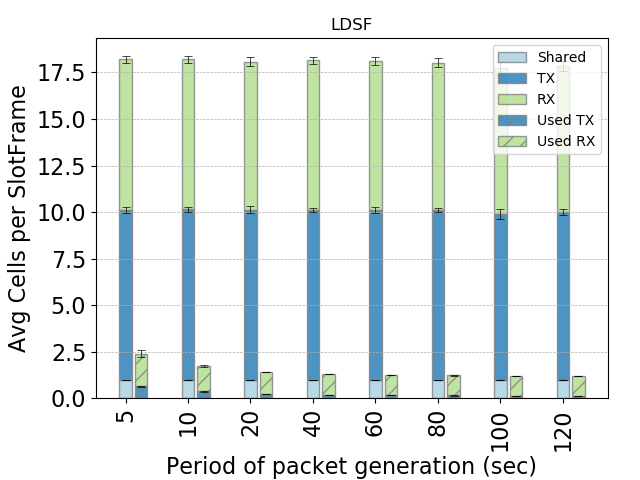 LDSF
17.5
15.0
12.5
10.0
7.5
5.0
2.5
0.0
Avg Cells per SlotFrame
Shared
TX
RX
Used TX
Used RX
5
10
20
40
60
80
100
120
Period of packet generation (sec)